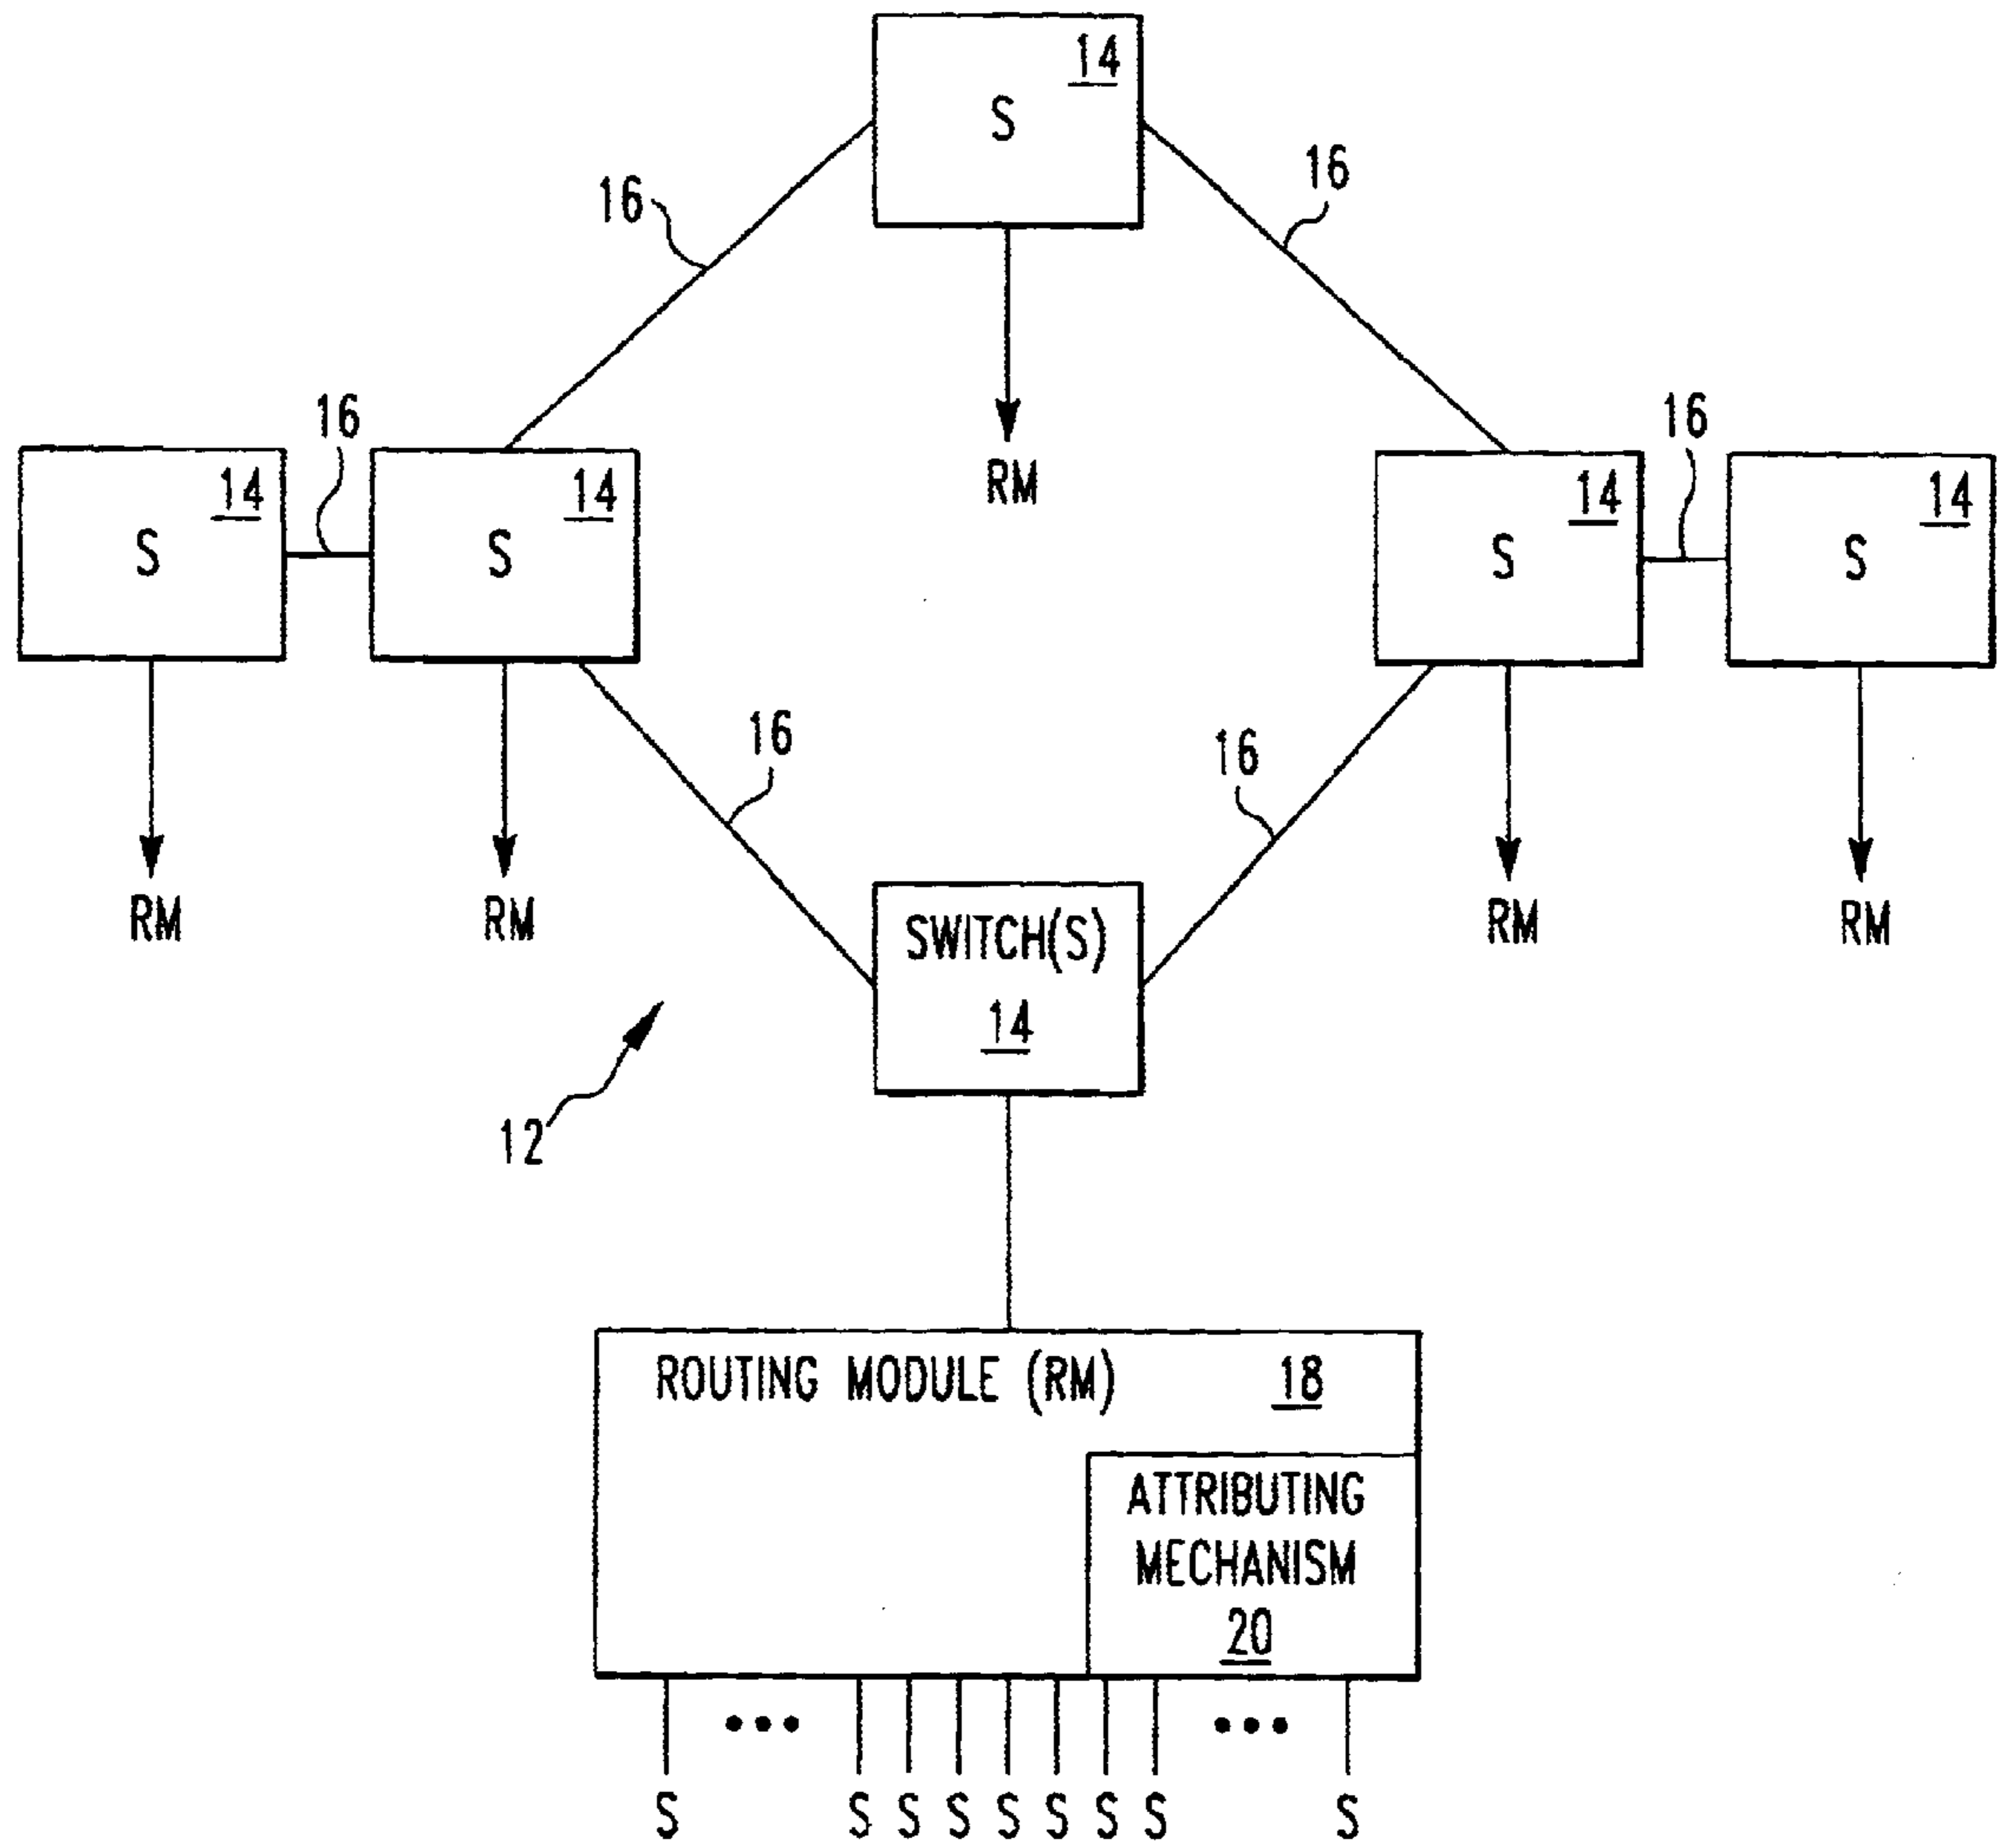 14
S
16
16
RM
16
16
14
S
14
S
14
S
14
S
16
16
RM
RM
SWITCH(S)
14
RM
RM
12
ROUTING MODULE (RM) 18
ATTRIBUTING
MECHANISM
20
S S S S S S S S S